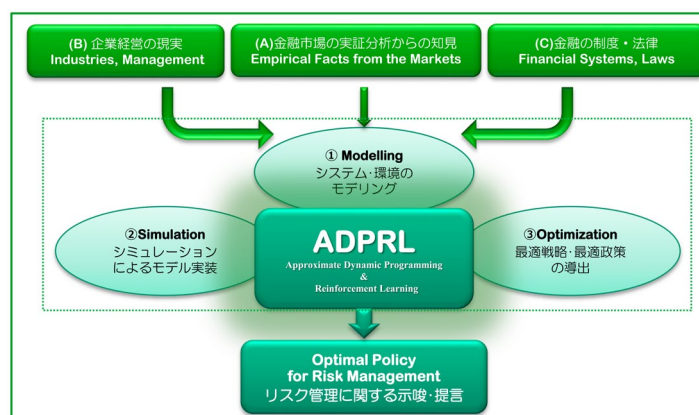 (B) 企業経営の現実
Industries, Management
(A)金融市場の実証分析からの知見
Empirical Facts from the Markets
(C)金融の制度・法律
Financial Systems, Laws
① Modelling
システム･環境の
モデリング
②Simulation
シミュレーション
によるモデル実装
ADPRL
Approximate Dynamic Programming
&
Reinforcement Learning
③Optimization
最適戦略･最適政策
の導出
Optimal Policy
for Risk Management
リスク管理に関する示唆･提言